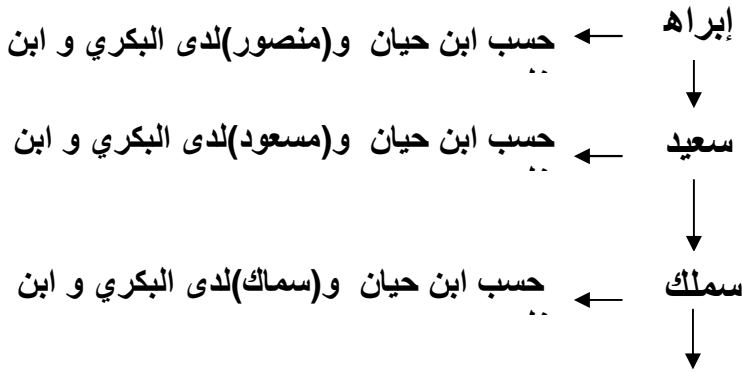 إبراه
حسب ابن حيان و(منصور)لدى البكري و ابن
سعيد
حسب ابن حيان و(مسعود)لدى البكري و ابن
سملك
حسب ابن حيان و(سماك)لدى البكري و ابن